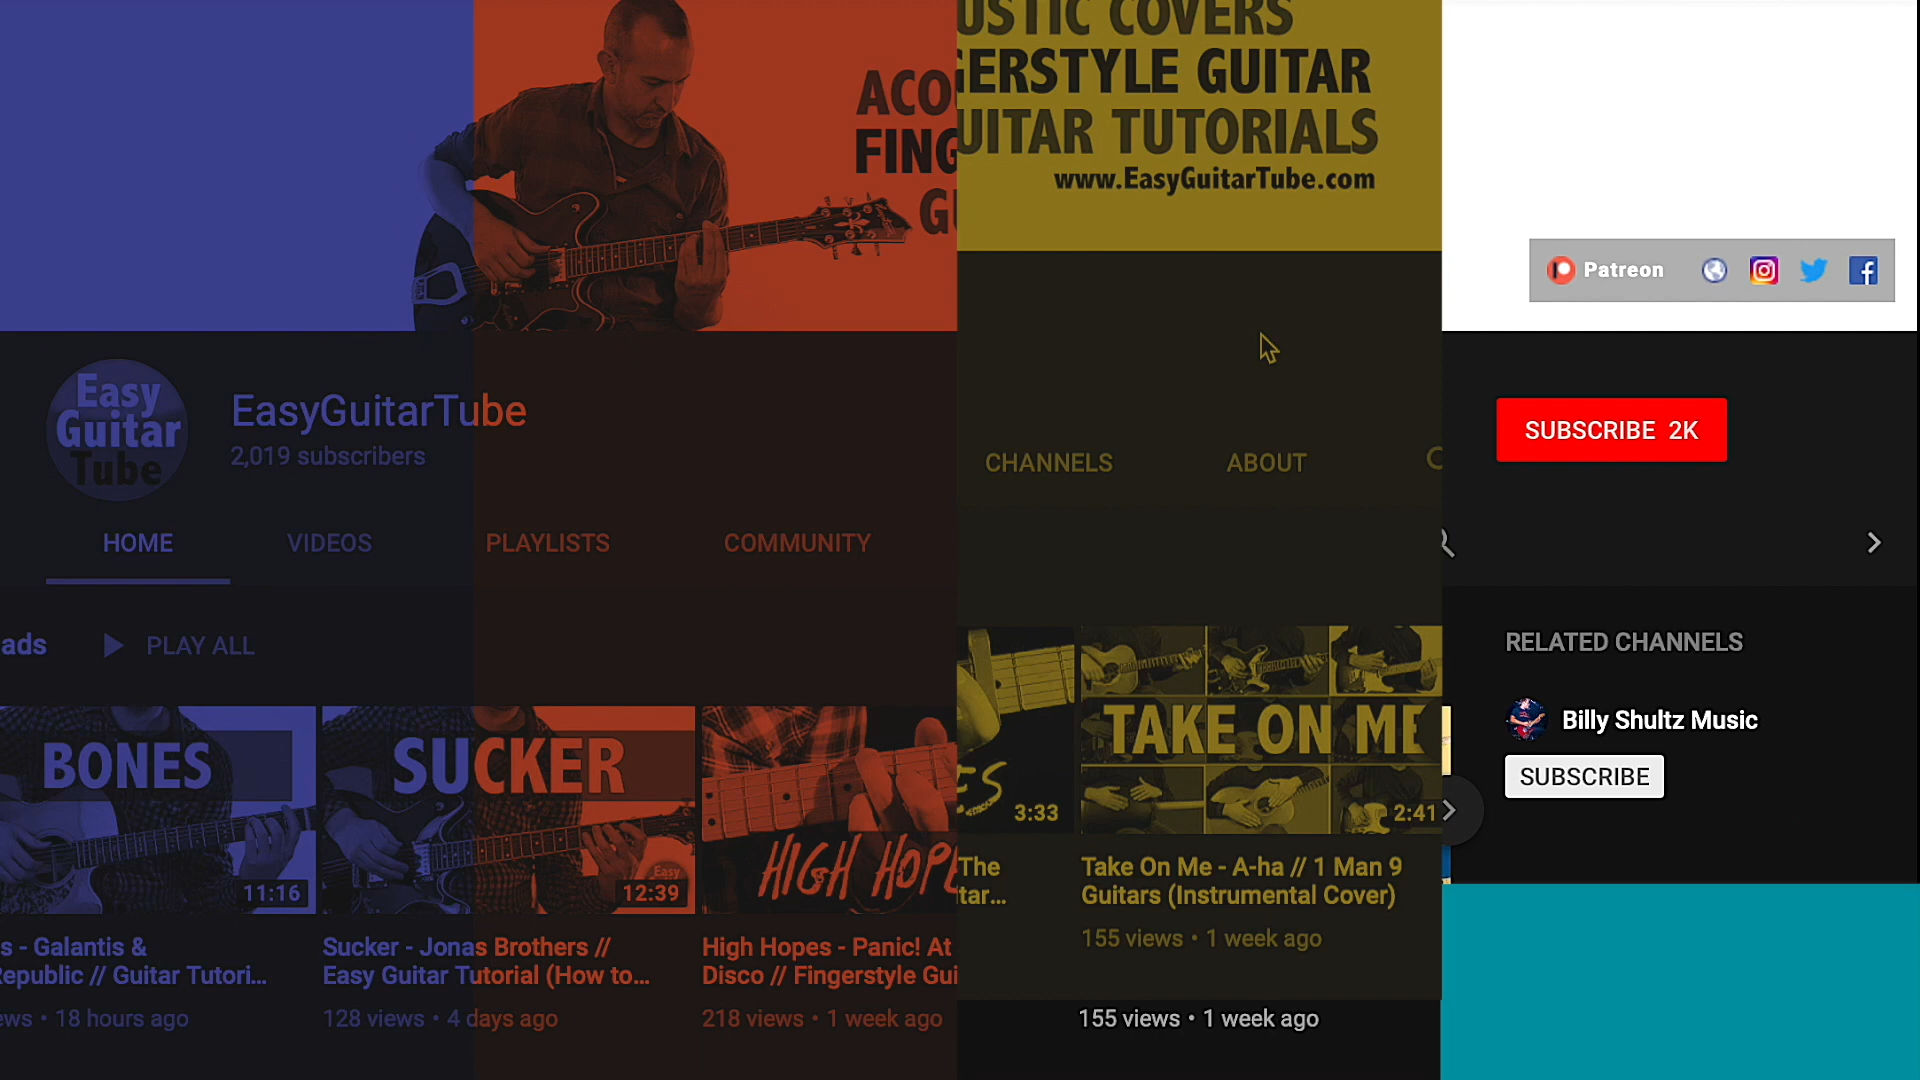 USTIC COVERS
GERSTYLE GUITAR
UITAR TUTORIALS
www.EasyGuitarTube.com
ACO
FING
Patreon
Easy
Guitar
Tube
EasyGuitarTube
2,019 subscribers
SUBSCRIBE 2K
CHANNELS ABOUT
HOME VIDEOS PLAYLISTS COMMUNITY
ads PLAY ALL
RELATED CHANNELS
Billy Shultz Music
SUBSCRIBE
BONES
11:16
SUCKER
Easy
12:39
HIGH HOPE
3:33
TAKE ON ME
2:41
s - Galantis &
Republic // Guitar Tutori...
ews • 18 hours ago
Sucker - Jonas Brothers //
Easy Guitar Tutorial (How to...
128 views • 4 days ago
High Hopes - Panic! At
Disco // Fingerstyle Gui
218 views • 1 week ago
The
tar...
Take On Me - A-ha // 1 Man 9
Guitars (Instrumental Cover)
155 views • 1 week ago
155 views • 1 week ago